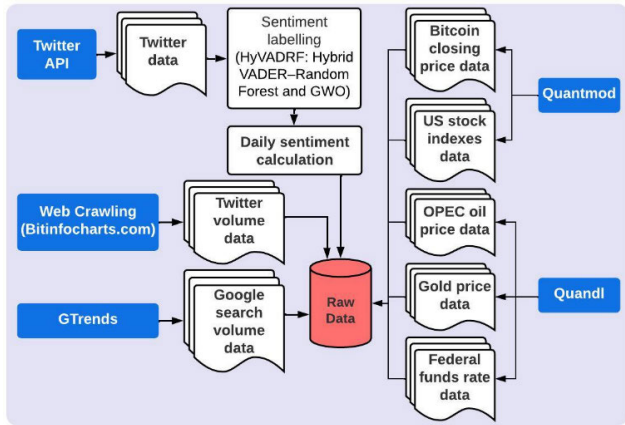 Twitter
API
Twitter
data
Sentiment
labelling
(HyVADRF: Hybrid
VADER–Random
Forest and GWO)
Daily sentiment
calculation
Web Crawling
(Bitinfocharts.com)
Twitter
volume
data
GTrends
Google
search
volume
data
Raw
Data
Bitcoin
closing
price data
US stock
indexes
data
Quantmod
OPEC oil
price data
Gold price
data
Federal
funds rate
data
Quandl